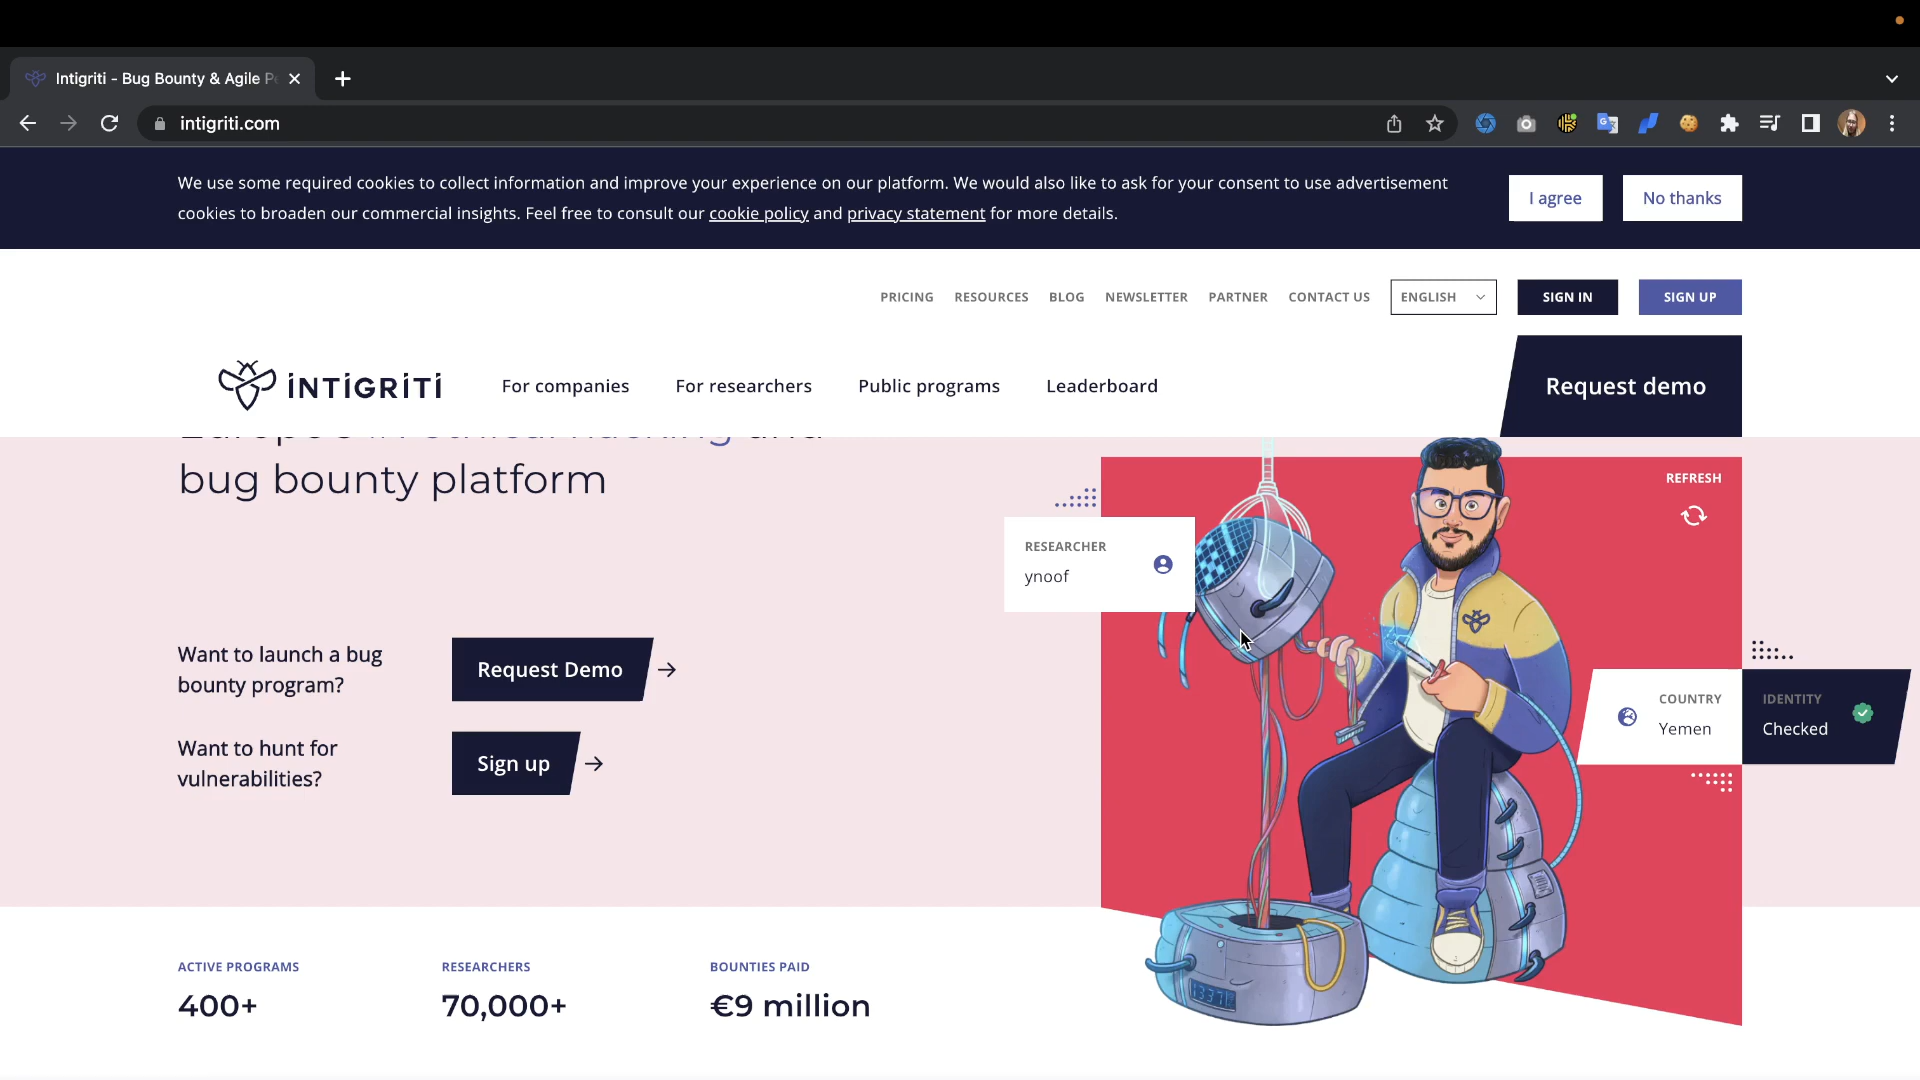 Intigriti - Bug Bounty & Agile Pe
intigriti.com
We use some required cookies to collect information and improve your experience on our platform. We would also like to ask for your consent to use advertisement
cookies to broaden our commercial insights. Feel free to consult our cookie policy and privacy statement for more details.
I agree
No thanks
PRICING
RESOURCES
BLOG
NEWSLETTER
PARTNER
CONTACT US
ENGLISH
SIGN IN
SIGN UP
INTIGRITI
For companies
For researchers
Public programs
Leaderboard
Request demo
bug bounty platform
REFRESH
RESEARCHER
ynoof
Want to launch a bug
bounty program?
Request Demo
COUNTRY
Yemen
IDENTITY
Checked
Want to hunt for
vulnerabilities?
Sign up
ACTIVE PROGRAMS
400+
RESEARCHERS
70,000+
BOUNTIES PAID
€9 million
1337